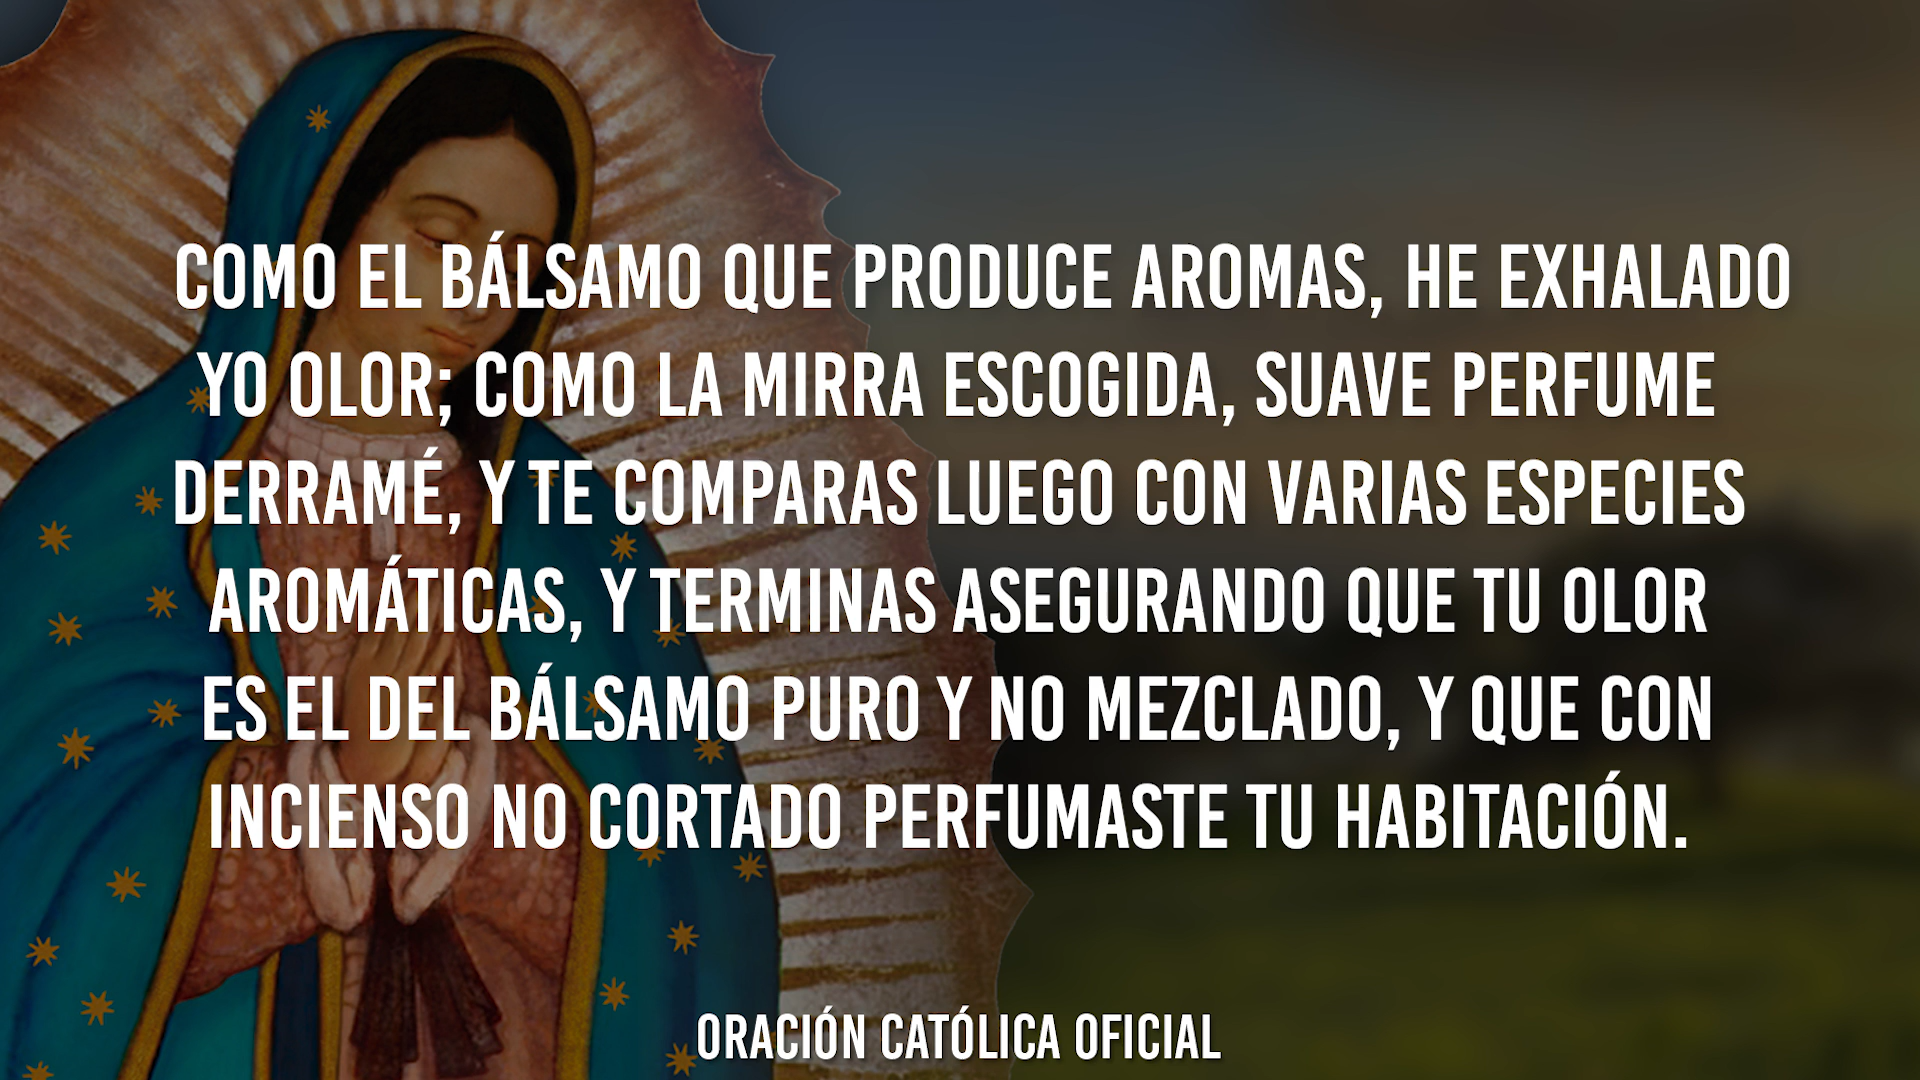 COMO EL BÁLSAMO QUE PRODUCE AROMAS, HE EXHALADO
YO OLOR; COMO LA MIRRA ESCOGIDA, SUAVE PERFUME
DERRAMÉ, Y TE COMPARAS LUEGO CON VARIAS ESPECIES
AROMÁTICAS, Y TERMINAS ASEGURANDO QUE TU OLOR
ES EL DEL BÁLSAMO PURO Y NO MEZCLADO, Y QUE CON
INCIENSO NO CORTADO PERFUMASTE TU HABITACIÓN.
ORACIÓN CATÓLICA OFICIAL